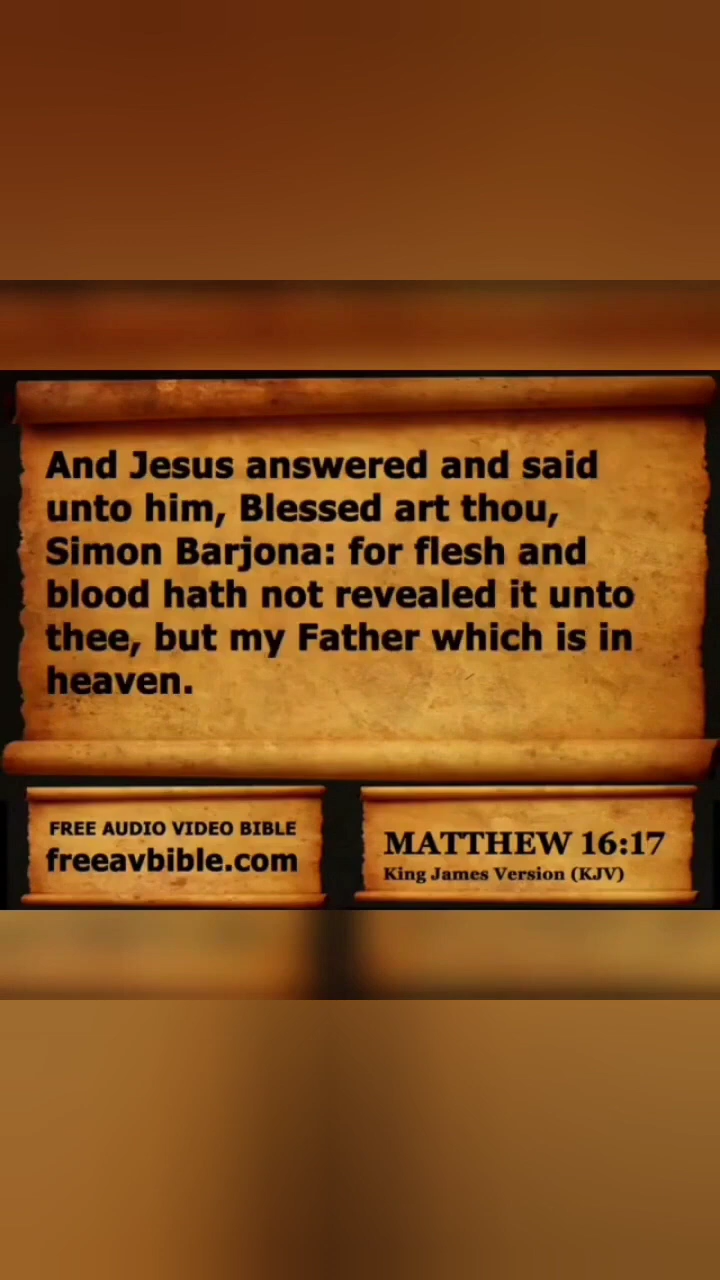 And Jesus answered and said
unto him, Blessed art thou,
Simon Barjona: for flesh and
blood hath not revealed it unto
thee, but my Father which is in
heaven.
FREE AUDIO VIDEO BIBLE
freeavbible.com
MATTHEW 16:17
King James Version (KJV)